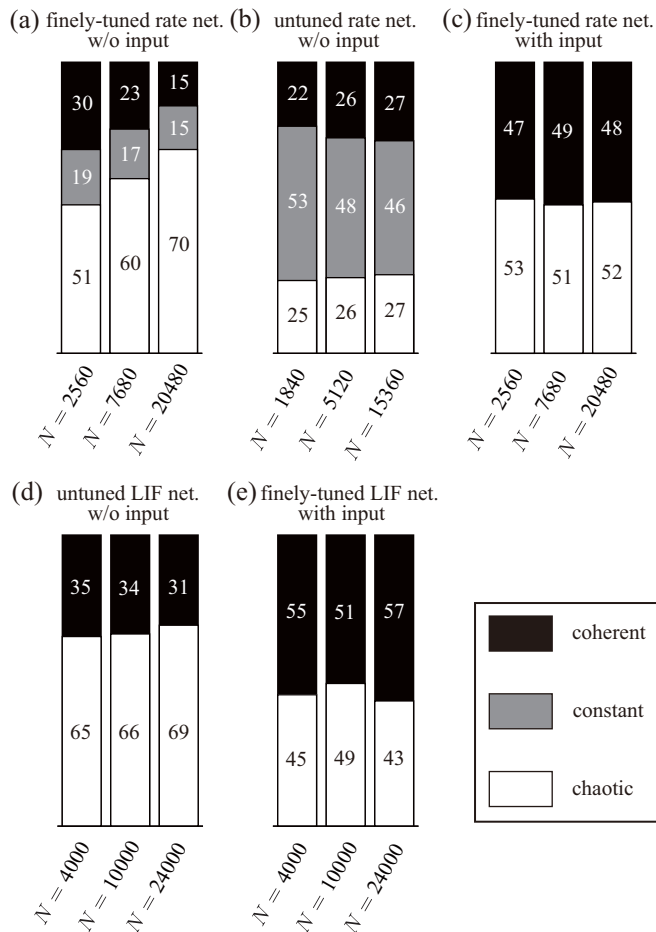 (a) finely-tuned rate net.
w/o input
30
23
15
19
17
15
51
60
70
N = 2560
N = 7680
N = 20480
(b) untuned rate net.
w/o input
22
26
27
53
48
46
25
26
27
N = 1840
N = 5120
N = 15360
(c) finely-tuned rate net.
with input
47
49
48
53
51
52
N = 2560
N = 7680
N = 20480
(d) untuned LIF net.
w/o input
35
34
31
65
66
69
N = 4000
N = 10000
N = 24000
(e) finely-tuned LIF net.
with input
55
51
57
45
49
43
N = 4000
N = 10000
N = 24000
coherent
constant
chaotic